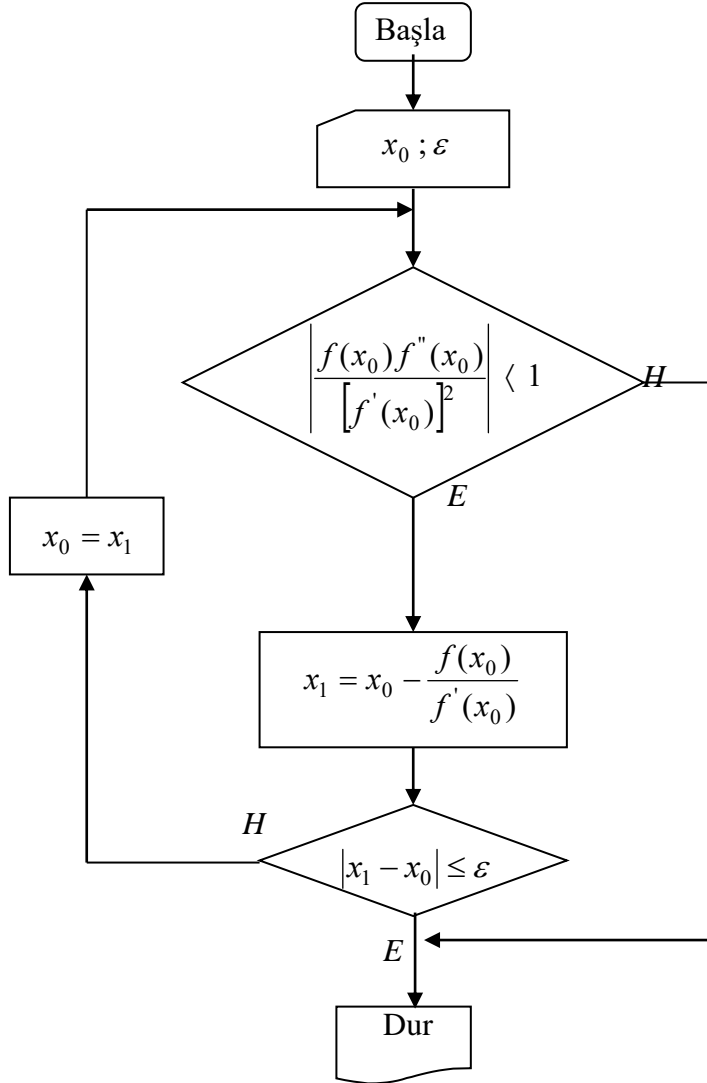 Başla
x₀ ; ε
|f(x₀) f"(x₀) / [f'(x₀)]²| ⟨ 1
H
E
x₀ = x₁
x₁ = x₀ − f(x₀) / f'(x₀)
H
|x₁ − x₀| ≤ ε
E
Dur